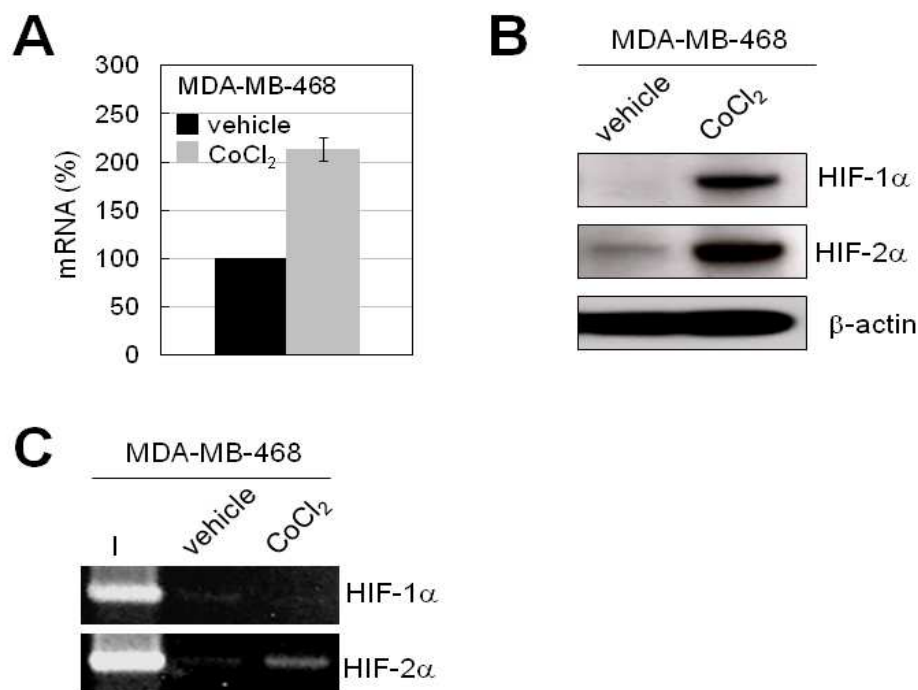 A
300
250
200
150
100
50
0
mRNA (%)
MDA-MB-468
vehicle
CoCl₂
B
MDA-MB-468
vehicle
CoCl₂
HIF-1α
HIF-2α
β-actin
C
MDA-MB-468
I
vehicle
CoCl₂
HIF-1α
HIF-2α